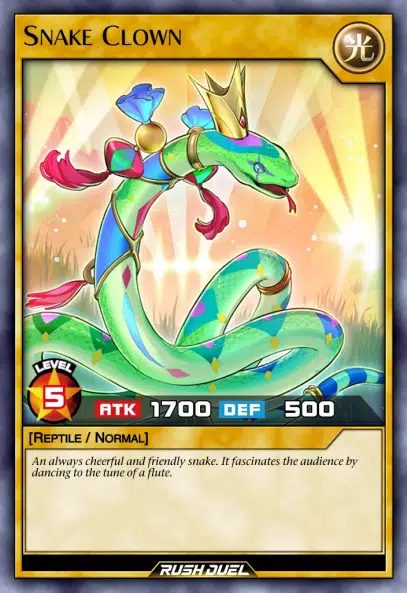 Snake Clown
光
LEVEL
5
ATK 1700 DEF 500
[Reptile / Normal]
An always cheerful and friendly snake. It fascinates the audience by
dancing to the tune of a flute.
RUSH DUEL